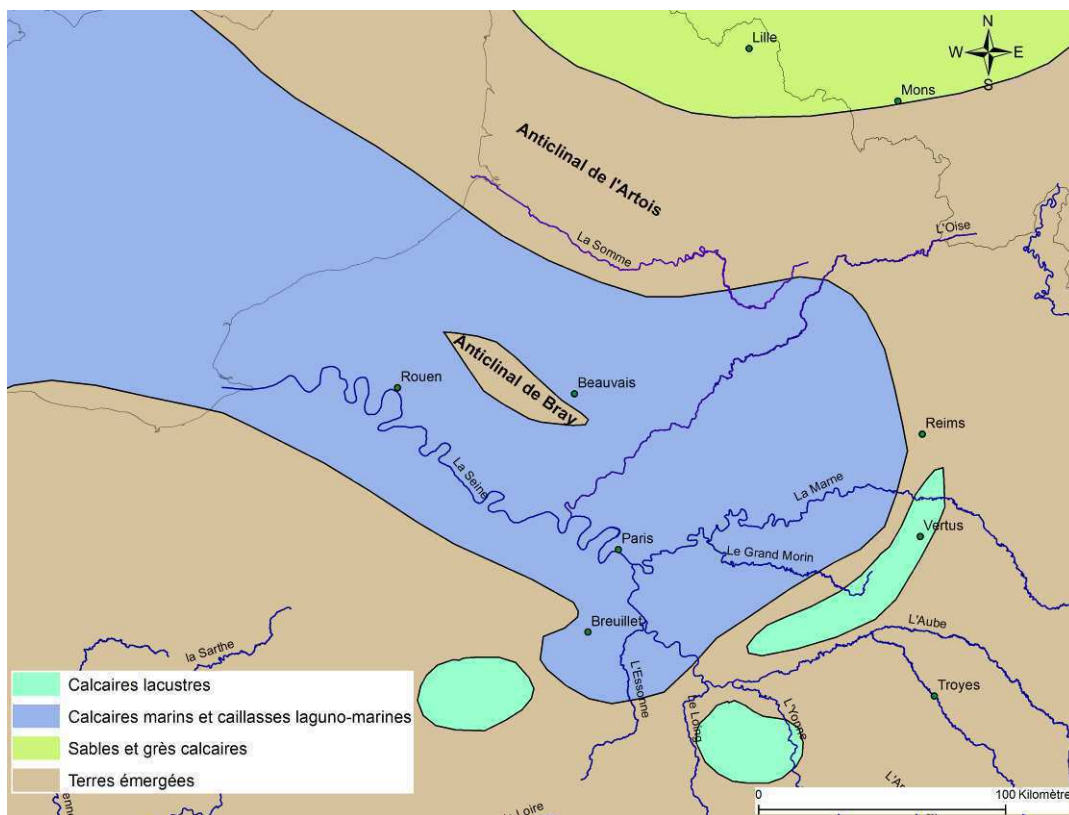 N
Lille
W E
S
Mons
Anticlinal de l'Artois
La Somme
L'Oise
Anticlinal de Bray
Rouen
Beauvais
Reims
La Seine
La Marne
Vertus
Paris
Le Grand Morin
Breuillet
L'Aube
la Sarthe
L'Essonne
Troyes
Le Loing
L'Yonne
Calcaires lacustres
Calcaires marins et caillasses laguno-marines
Sables et grès calcaires
Terres émergées
0 100 Kilomètre
Loire